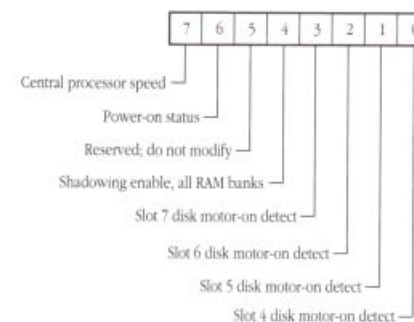 7 6 5 4 3 2 1 0
Central processor speed
Power-on status
Reserved; do not modify
Shadowing enable, all RAM banks
Slot 7 disk motor-on detect
Slot 6 disk motor-on detect
Slot 5 disk motor-on detect
Slot 4 disk motor-on detect